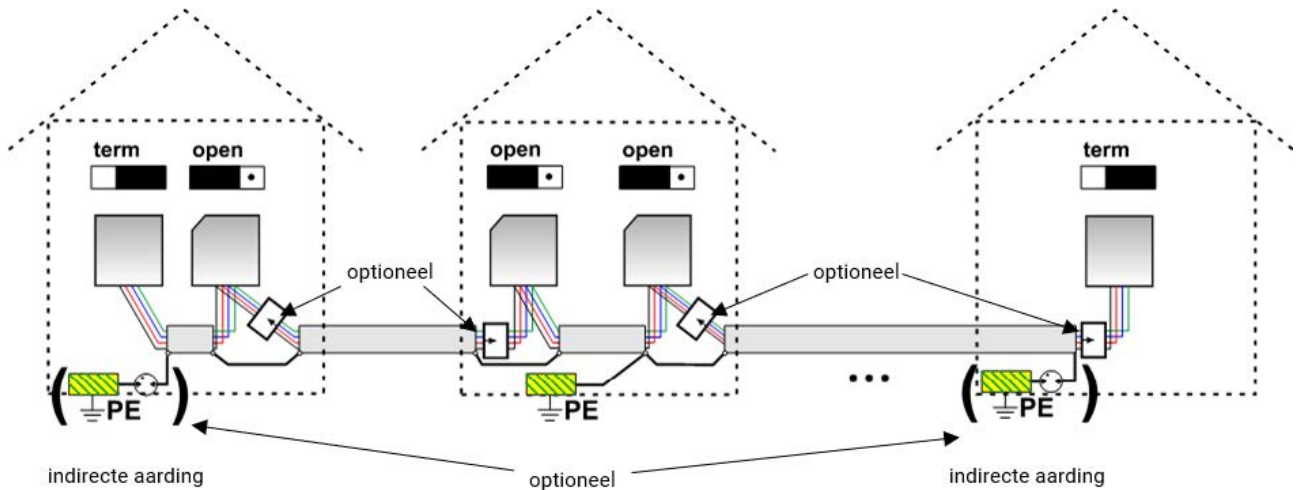 term open
open open
term
optioneel
optioneel
PE
PE
PE
indirecte aarding
optioneel
indirecte aarding